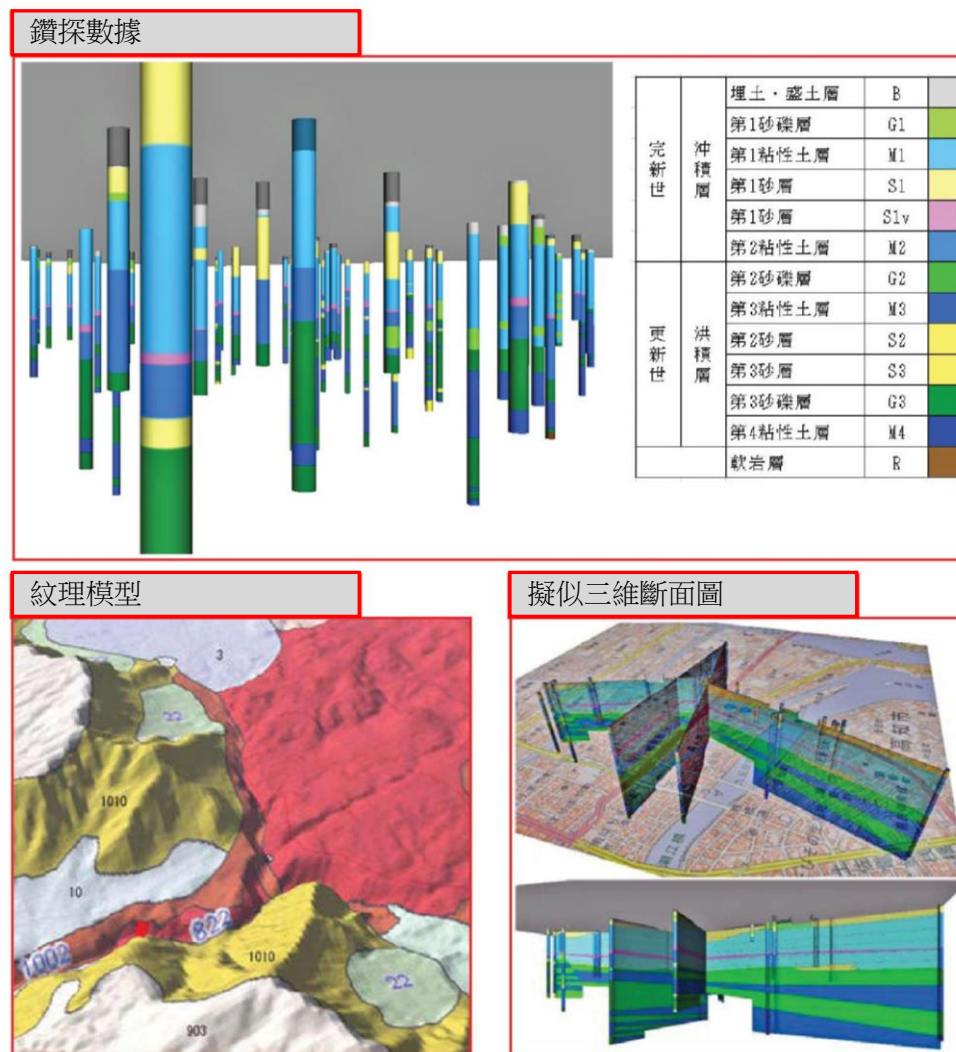 鑽探數據
完新世
沖積層
埋土・盛土層 B
第1砂礫層 G1
第1粘性土層 M1
第1砂層 S1
第1砂層 S1v
第2粘性土層 M2
更新世
洪積層
第2砂礫層 G2
第3粘性土層 M3
第2砂層 S2
第3砂層 S3
第3砂礫層 G3
第4粘性土層 M4
軟岩層 R
紋理模型
3
22
1010
10
1002
822
1010
22
903
擬似三維斷面圖
高知市